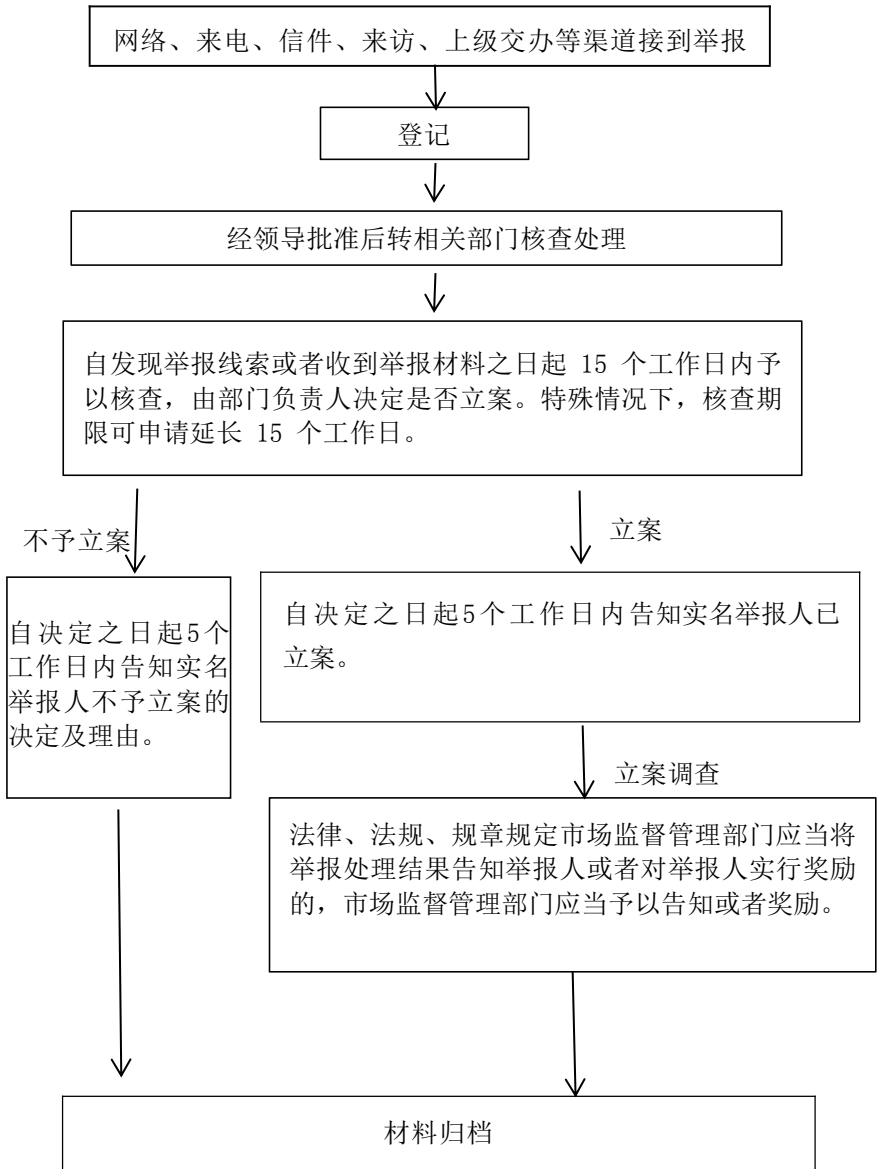 网络、来电、信件、来访、上级交办等渠道接到举报
登记
经领导批准后转相关部门核查处理
自发现举报线索或者收到举报材料之日起 15 个工作日内予
以核查，由部门负责人决定是否立案。特殊情况下，核查期
限可申请延长 15 个工作日。
不予立案
立案
自决定之日起5个
工作日内告知实名
举报人不予立案的
决定及理由。
自决定之日起5个工作日内告知实名举报人已
立案。
立案调查
法律、法规、规章规定市场监督管理部门应当将
举报处理结果告知举报人或者对举报人实行奖励
的，市场监督管理部门应当予以告知或者奖励。
材料归档